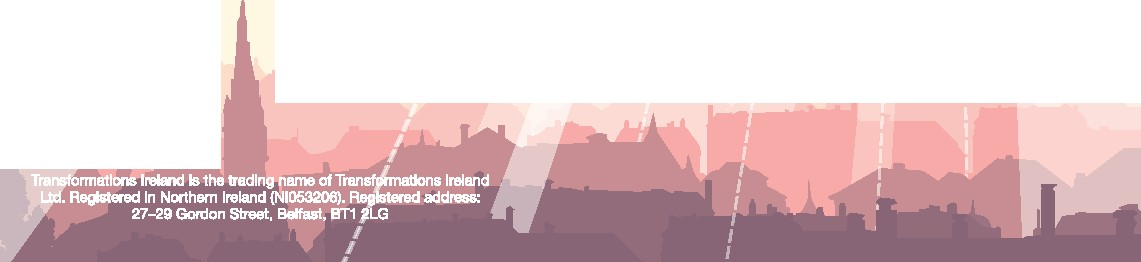 Transformations Ireland is the trading name of Transformations Ireland
Ltd. Registered in Northern Ireland (NI053206). Registered address:
27–29 Gordon Street, Belfast, BT1 2LG